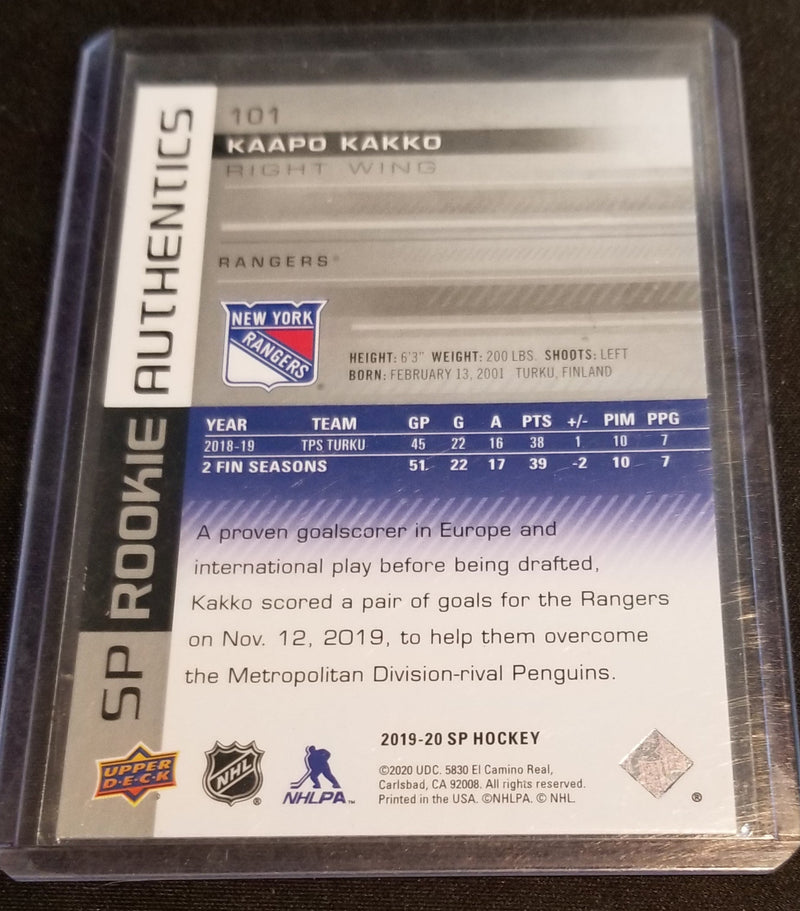 SP ROOKIE AUTHENTICS
101
KAAPO KAKKO
RIGHT WING
RANGERS®
NEW YORK
RANGERS
®
HEIGHT: 6'3" WEIGHT: 200 LBS. SHOOTS: LEFT
BORN: FEBRUARY 13, 2001 TURKU, FINLAND
YEAR TEAM GP G A PTS +/- PIM PPG
2018-19 TPS TURKU 45 22 16 38 1 10 7
2 FIN SEASONS 51 22 17 39 -2 10 7
A proven goalscorer in Europe and
international play before being drafted,
Kakko scored a pair of goals for the Rangers
on Nov. 12, 2019, to help them overcome
the Metropolitan Division-rival Penguins.
UPPER
D·E·C·K
®
NHL
®
NHLPA™
2019-20 SP HOCKEY
©2020 UDC. 5830 El Camino Real,
Carlsbad, CA 92008. All rights reserved.
Printed in the USA. ©NHLPA. © NHL.
®